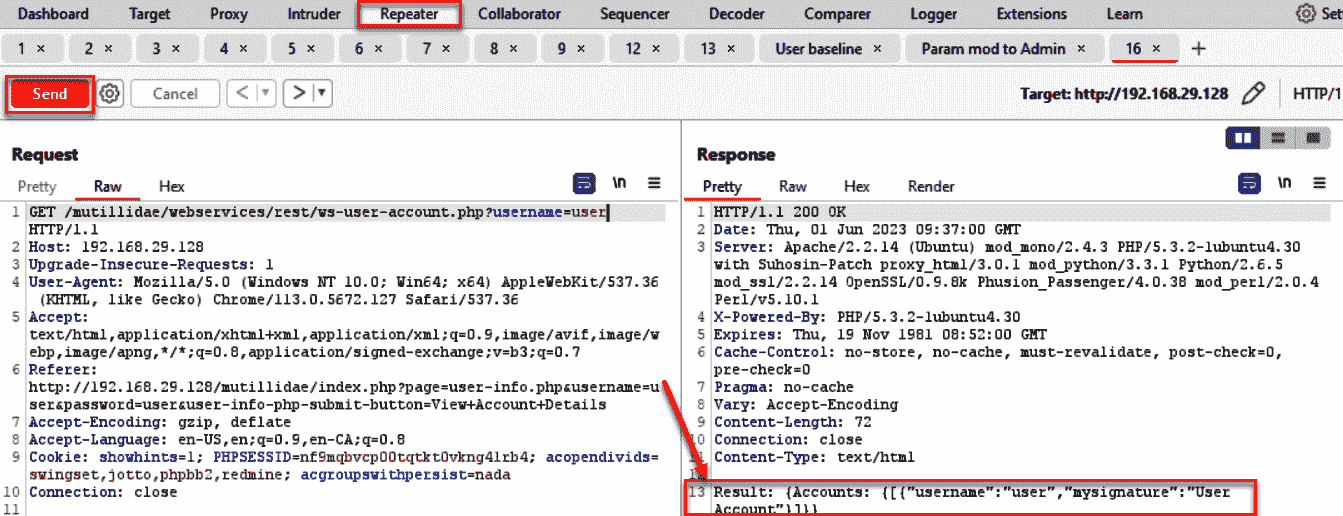 Dashboard Target Proxy Intruder Repeater Collaborator Sequencer Decoder Comparer Logger Extensions Learn Set
1 × 2 × 3 × 4 × 5 × 6 × 7 × 8 × 9 × 12 × 13 × User baseline × Param mod to Admin × 16 × +
Send Cancel < > Target: http://192.168.29.128 HTTP/1
Request
Pretty Raw Hex \n
1 GET /mutillidae/webservices/rest/ws-user-account.php?username=user
HTTP/1.1
2 Host: 192.168.29.128
3 Upgrade-Insecure-Requests: 1
4 User-Agent: Mozilla/5.0 (Windows NT 10.0; Win64; x64) AppleWebKit/537.36
(KHTML, like Gecko) Chrome/113.0.5672.127 Safari/537.36
5 Accept:
text/html,application/xhtml+xml,application/xml;q=0.9,image/avif,image/w
ebp,image/apng,*/*;q=0.8,application/signed-exchange;v=b3;q=0.7
6 Referer:
http://192.168.29.128/mutillidae/index.php?page=user-info.php&username=u
ser&password=user&user-info-php-submit-button=View+Account+Details
7 Accept-Encoding: gzip, deflate
8 Accept-Language: en-US,en;q=0.9,en-CA;q=0.8
9 Cookie: showhints=1; PHPSESSID=nf9mqbvcp00tqtkt0vkng41rb4; acopendivids=
swingset,jotto,phpbb2,redmine; acgroupswithpersist=nada
10 Connection: close
11
Response
Pretty Raw Hex Render \n
1 HTTP/1.1 200 OK
2 Date: Thu, 01 Jun 2023 09:37:00 GMT
3 Server: Apache/2.2.14 (Ubuntu) mod_mono/2.4.3 PHP/5.3.2-1ubuntu4.30
with Suhosin-Patch proxy_html/3.0.1 mod_python/3.3.1 Python/2.6.5
mod_ssl/2.2.14 OpenSSL/0.9.8k Phusion_Passenger/4.0.38 mod_perl/2.0.4
Perl/v5.10.1
4 X-Powered-By: PHP/5.3.2-1ubuntu4.30
5 Expires: Thu, 19 Nov 1981 08:52:00 GMT
6 Cache-Control: no-store, no-cache, must-revalidate, post-check=0,
pre-check=0
7 Pragma: no-cache
8 Vary: Accept-Encoding
9 Content-Length: 72
10 Connection: close
11 Content-Type: text/html
12
13 Result: {Accounts: {[{"username":"user","mysignature":"User
Account"}]}}